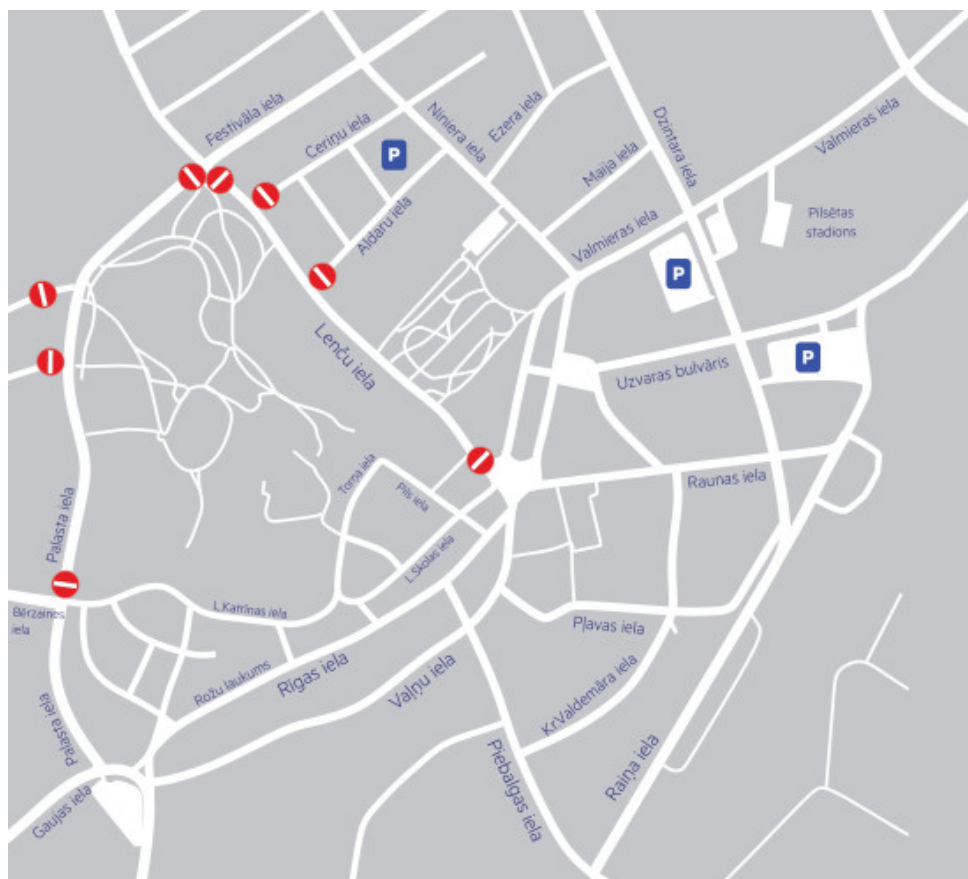 Festivāla iela
Ceriņu iela
Niniera iela
Ezera iela
Dzintara iela
Valmieras iela
P
Maija iela
Aldaru iela
Valmieras iela
Pilsētas
stadions
P
Lenču iela
P
Uzvaras bulvāris
Torņa iela
Pils iela
Raunas iela
Palasta iela
L.Skolas iela
Bērzaines
iela
L.Katrīnas iela
Pļavas iela
Rožu laukums
Rīgas iela
Vaļņu iela
Kr.Valdemāra iela
Palasta iela
Piebalgas iela
Raiņa iela
Gaujas iela